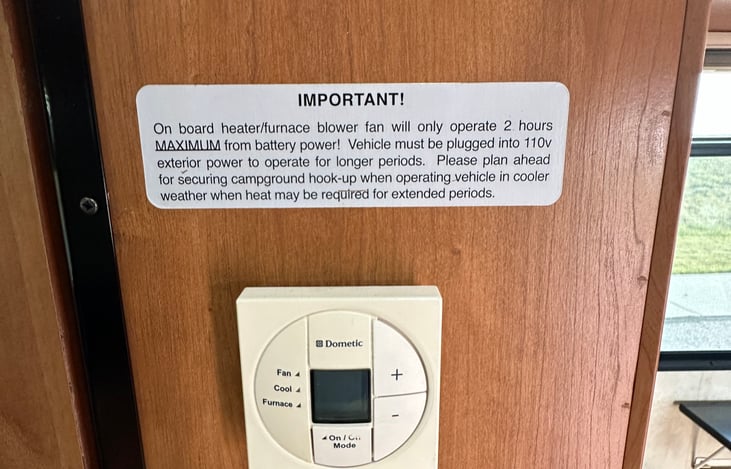 IMPORTANT!
On board heater/furnace blower fan will only operate 2 hours
MAXIMUM from battery power! Vehicle must be plugged into 110v
exterior power to operate for longer periods. Please plan ahead
for securing campground hook-up when operating vehicle in cooler
weather when heat may be required for extended periods.
Dometic
Fan
Cool
Furnace
+
-
On / Off
Mode